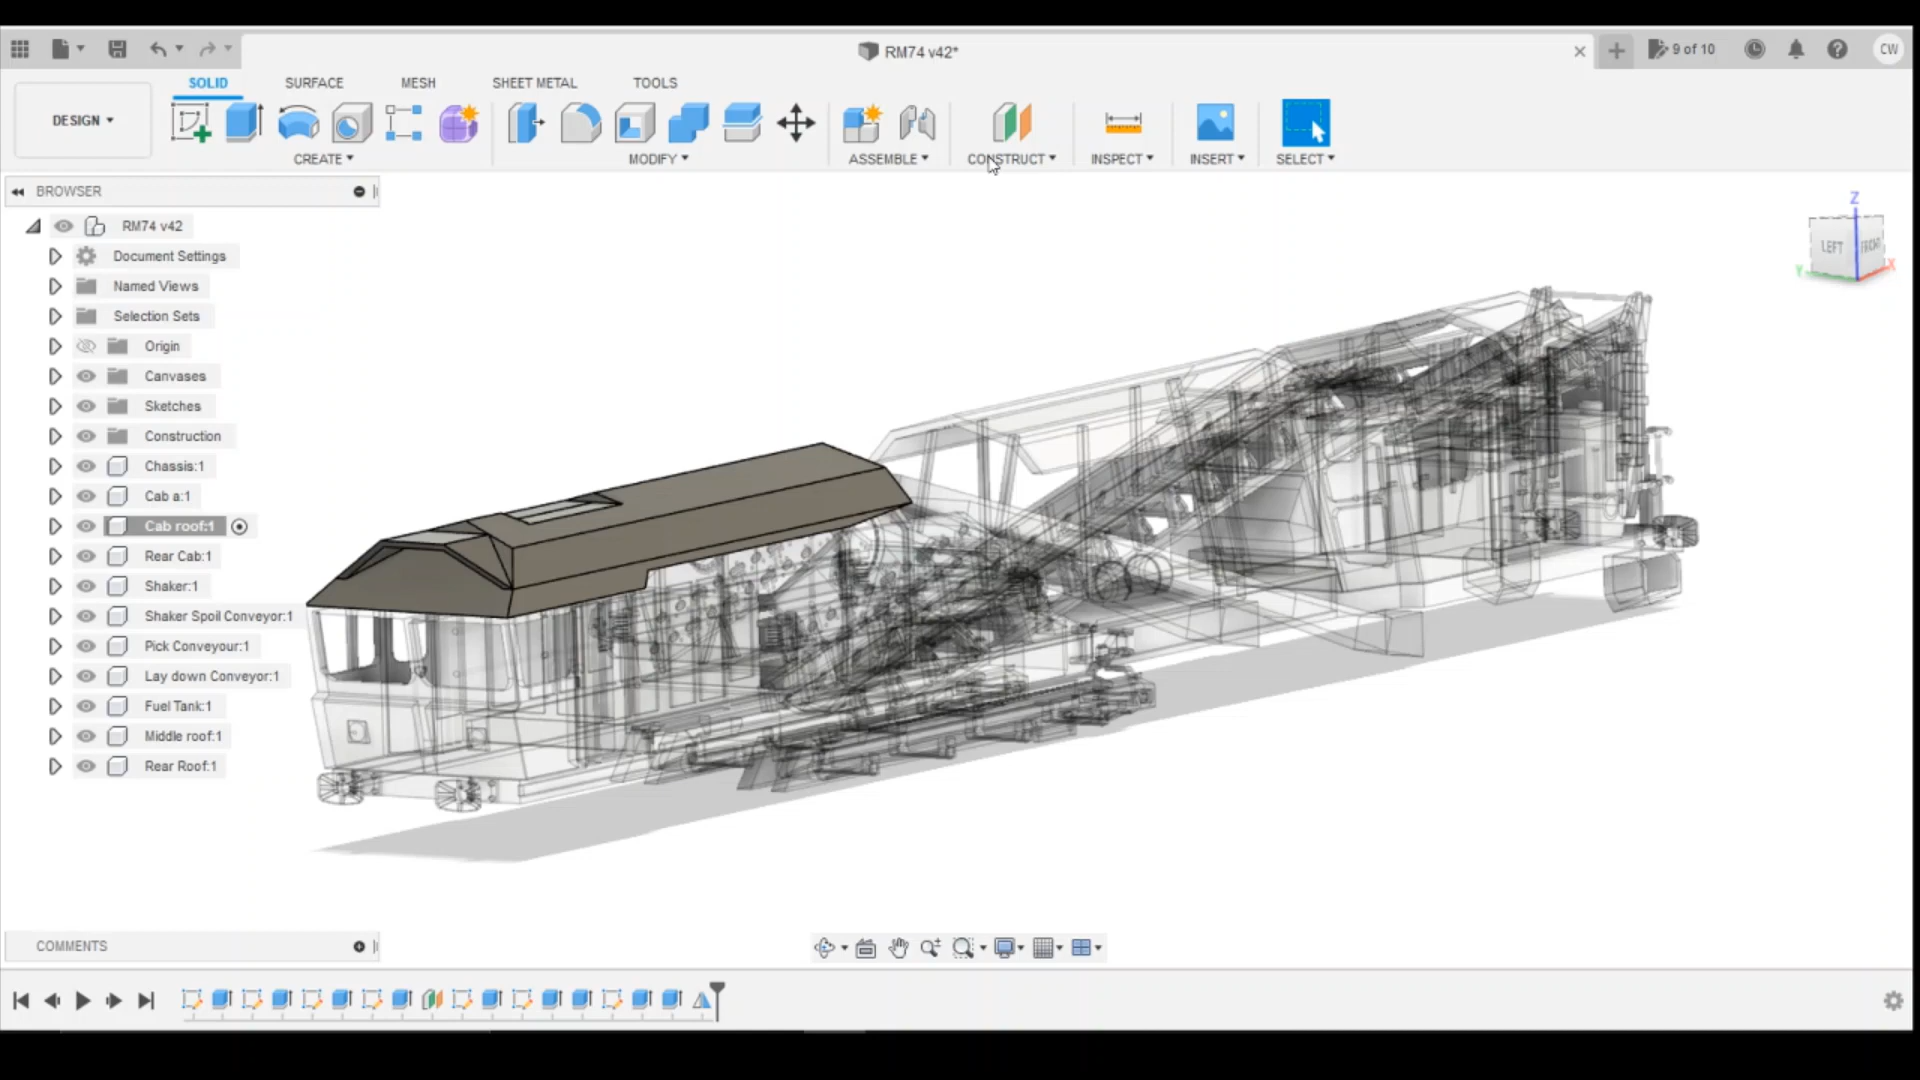 RM74 v42*
9 of 10
CW
DESIGN
SOLID
SURFACE
MESH
SHEET METAL
TOOLS
CREATE
MODIFY
ASSEMBLE
CONSTRUCT
INSPECT
INSERT
SELECT
BROWSER
RM74 v42
Document Settings
Named Views
Selection Sets
Origin
Canvases
Sketches
Construction
Chassis:1
Cab a:1
Cab roof:1
Rear Cab:1
Shaker:1
Shaker Spoil Conveyor:1
Pick Conveyour:1
Lay down Conveyor:1
Fuel Tank:1
Middle roof:1
Rear Roof:1
Z
LEFT
FRONT
Y
X
COMMENTS